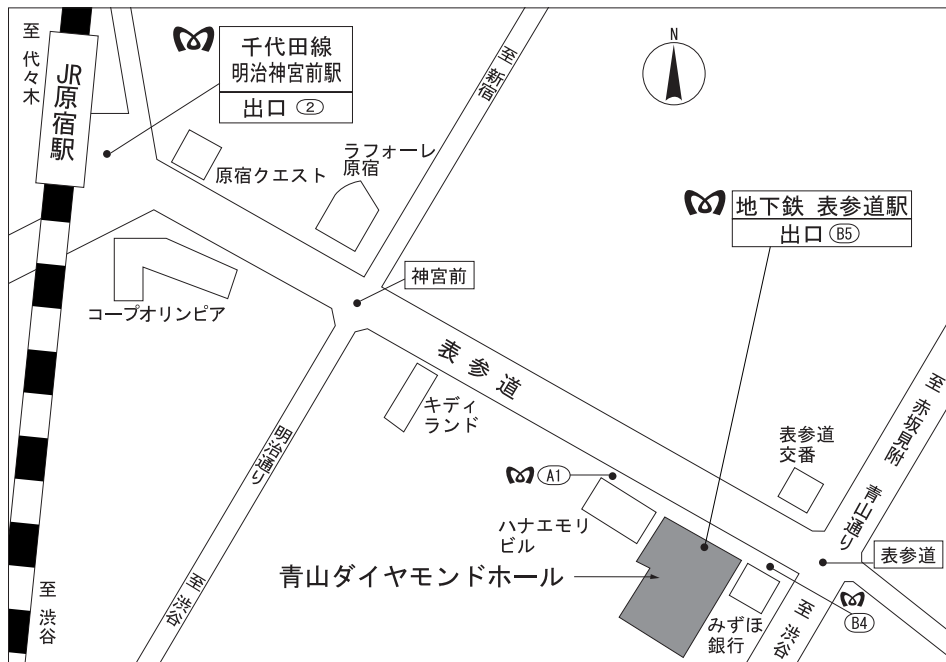 至 代々木
JR原宿駅
千代田線
明治神宮前駅
出口 ②
至 新宿
N
原宿クエスト
ラフォーレ
原宿
地下鉄 表参道駅
出口 B5
神宮前
コープオリンピア
表参道
キディ
ランド
至 赤坂見附
青山通り
表参道
交番
明治通り
A1
ハナエモリ
ビル
表参道
青山ダイヤモンドホール
至 渋谷
至 渋谷
みずほ
銀行
至 渋谷
B4